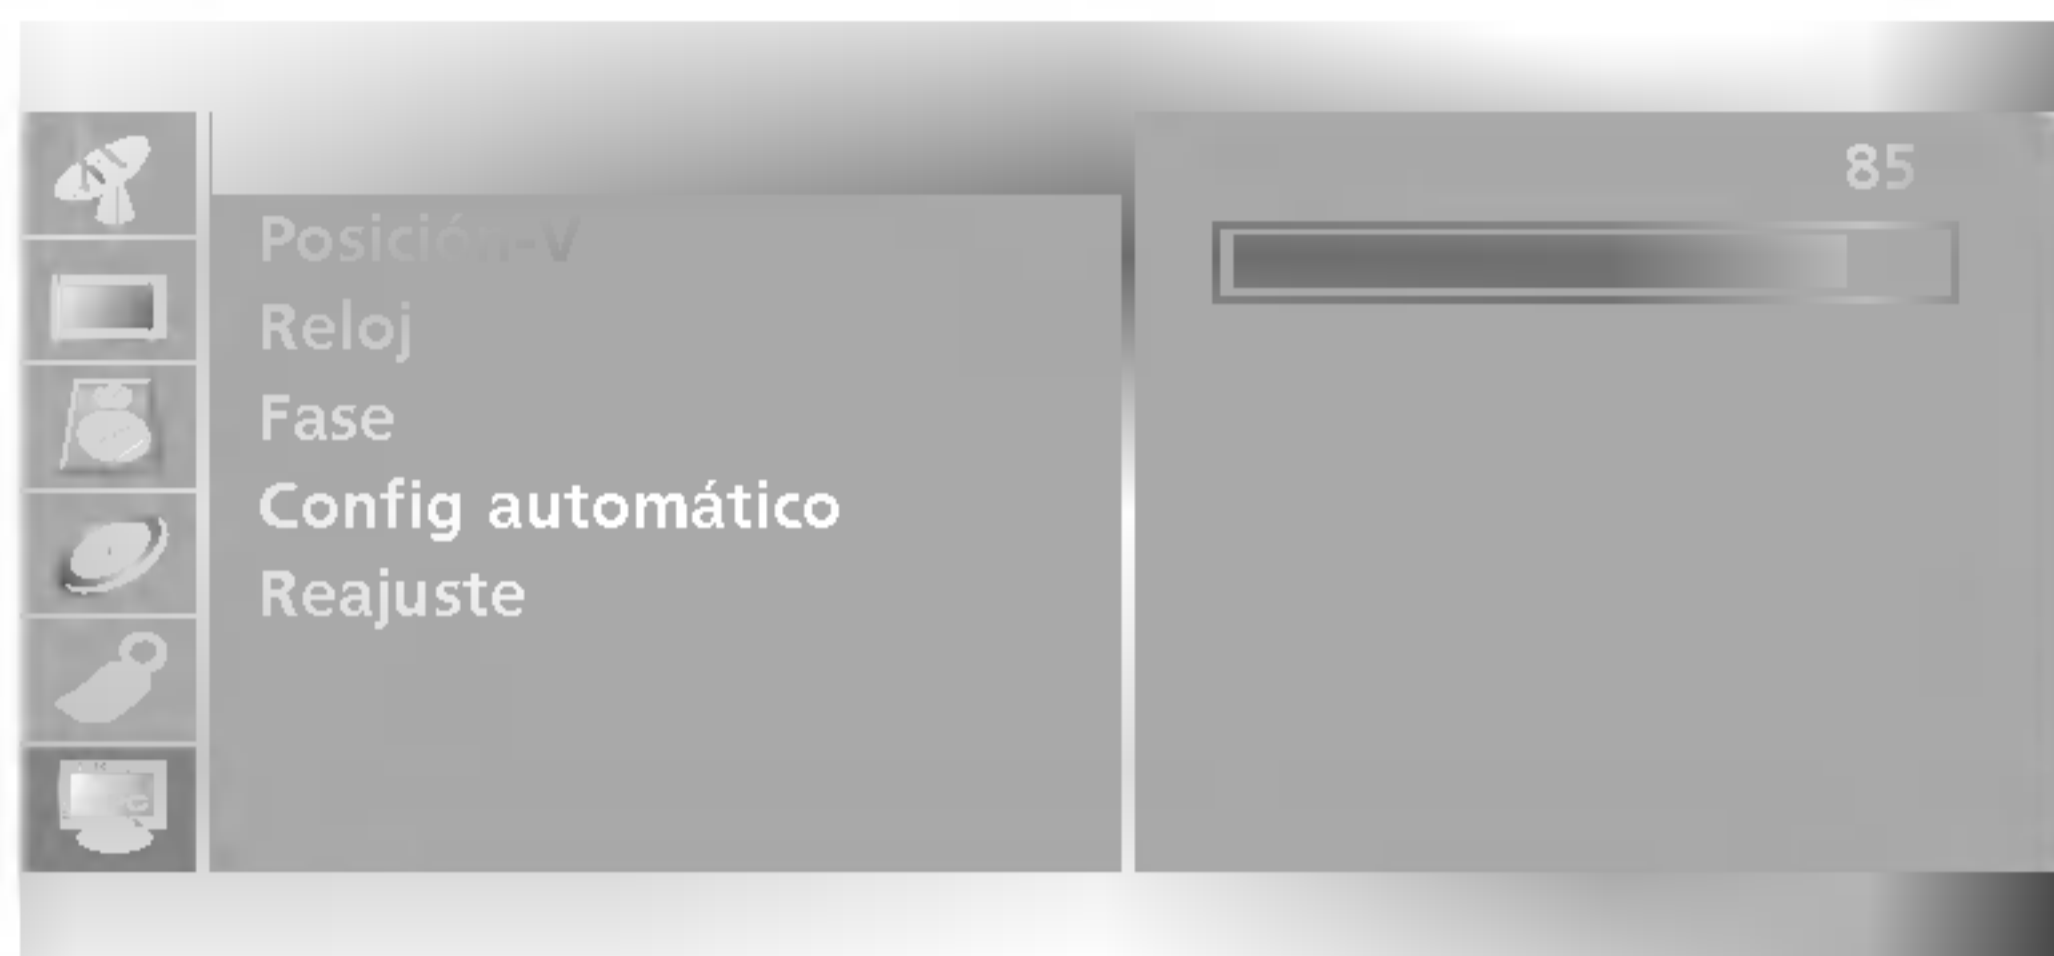 85
Posición-V
Reloj
Fase
Config automático
Reajuste